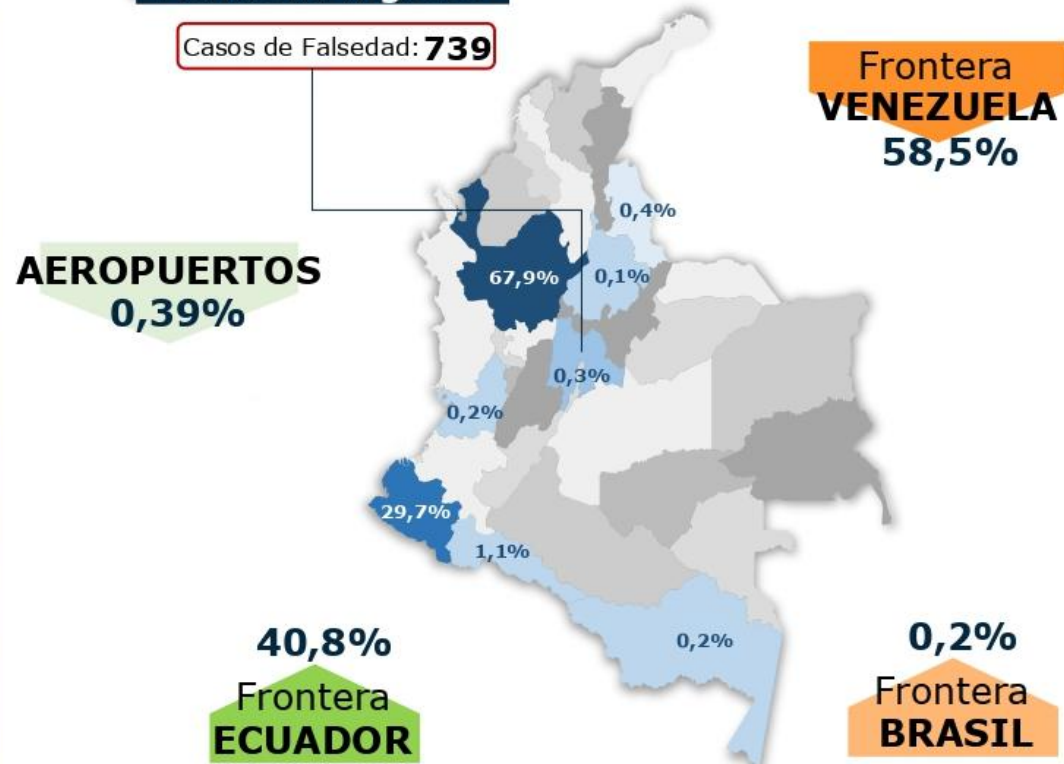 Casos de Falsedad: 739
Frontera
VENEZUELA
58,5%
0,4%
AEROPUERTOS
0,39%
67,9%
0,1%
0,3%
0,2%
29,7%
1,1%
0,2%
40,8%
Frontera
ECUADOR
0,2%
Frontera
BRASIL